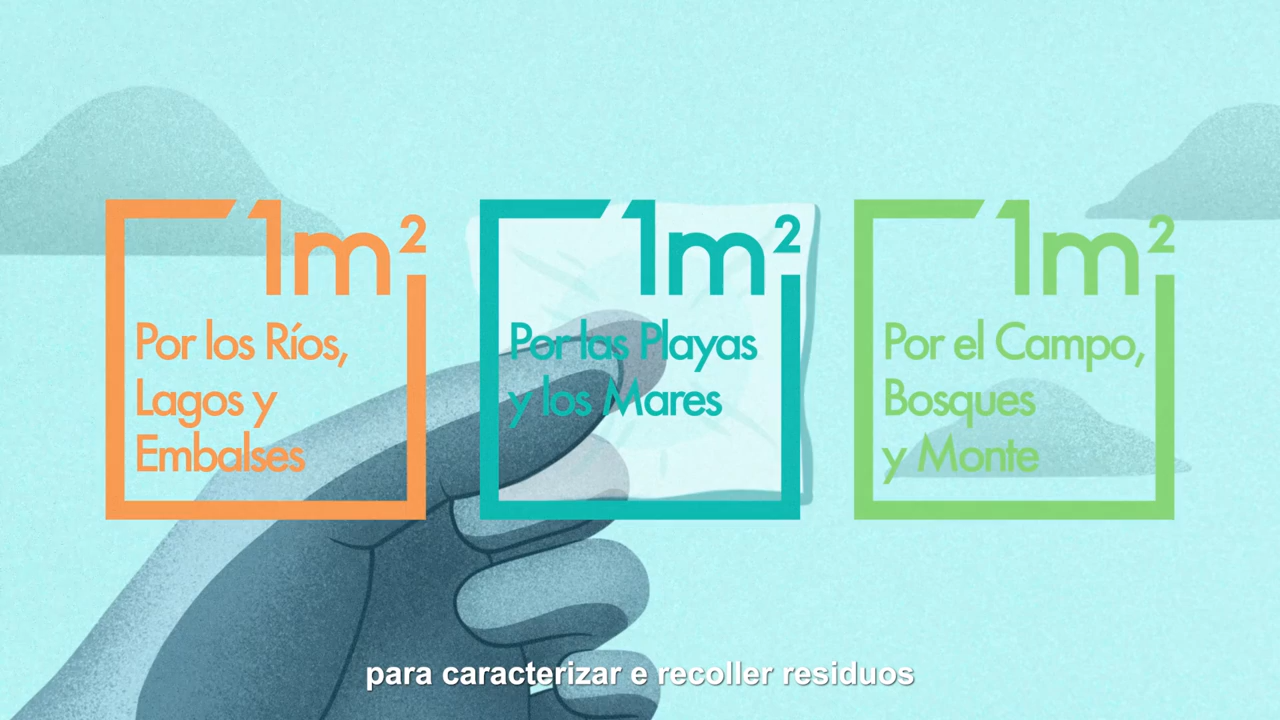 1m²
Por los Ríos,
Lagos y
Embalses
1m²
Por las Playas
y los Mares
1m²
Por el Campo,
Bosques
y Monte
para caracterizar e recoller residuos